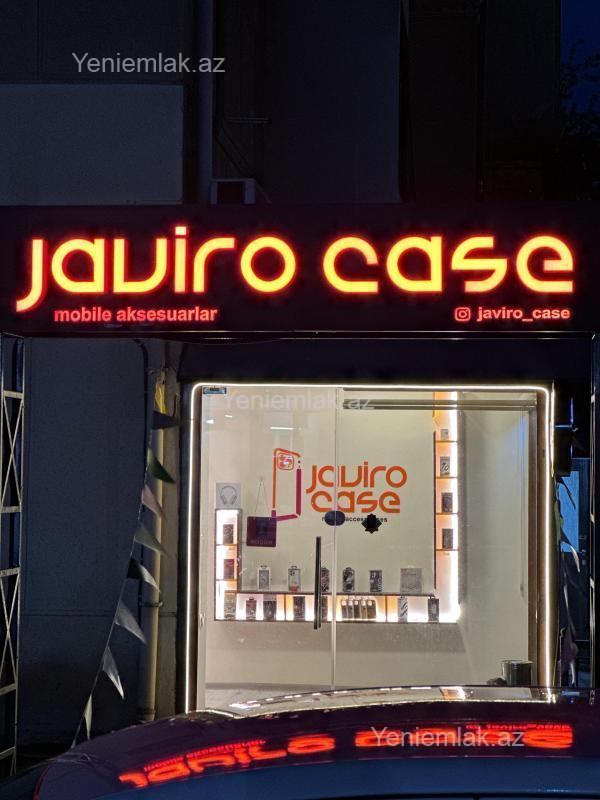 Yeniemlak.az
javiro case
mobile aksesuarlar
javiro_case
Yeniemlak.az
javiro
case
Yeniemlak.az